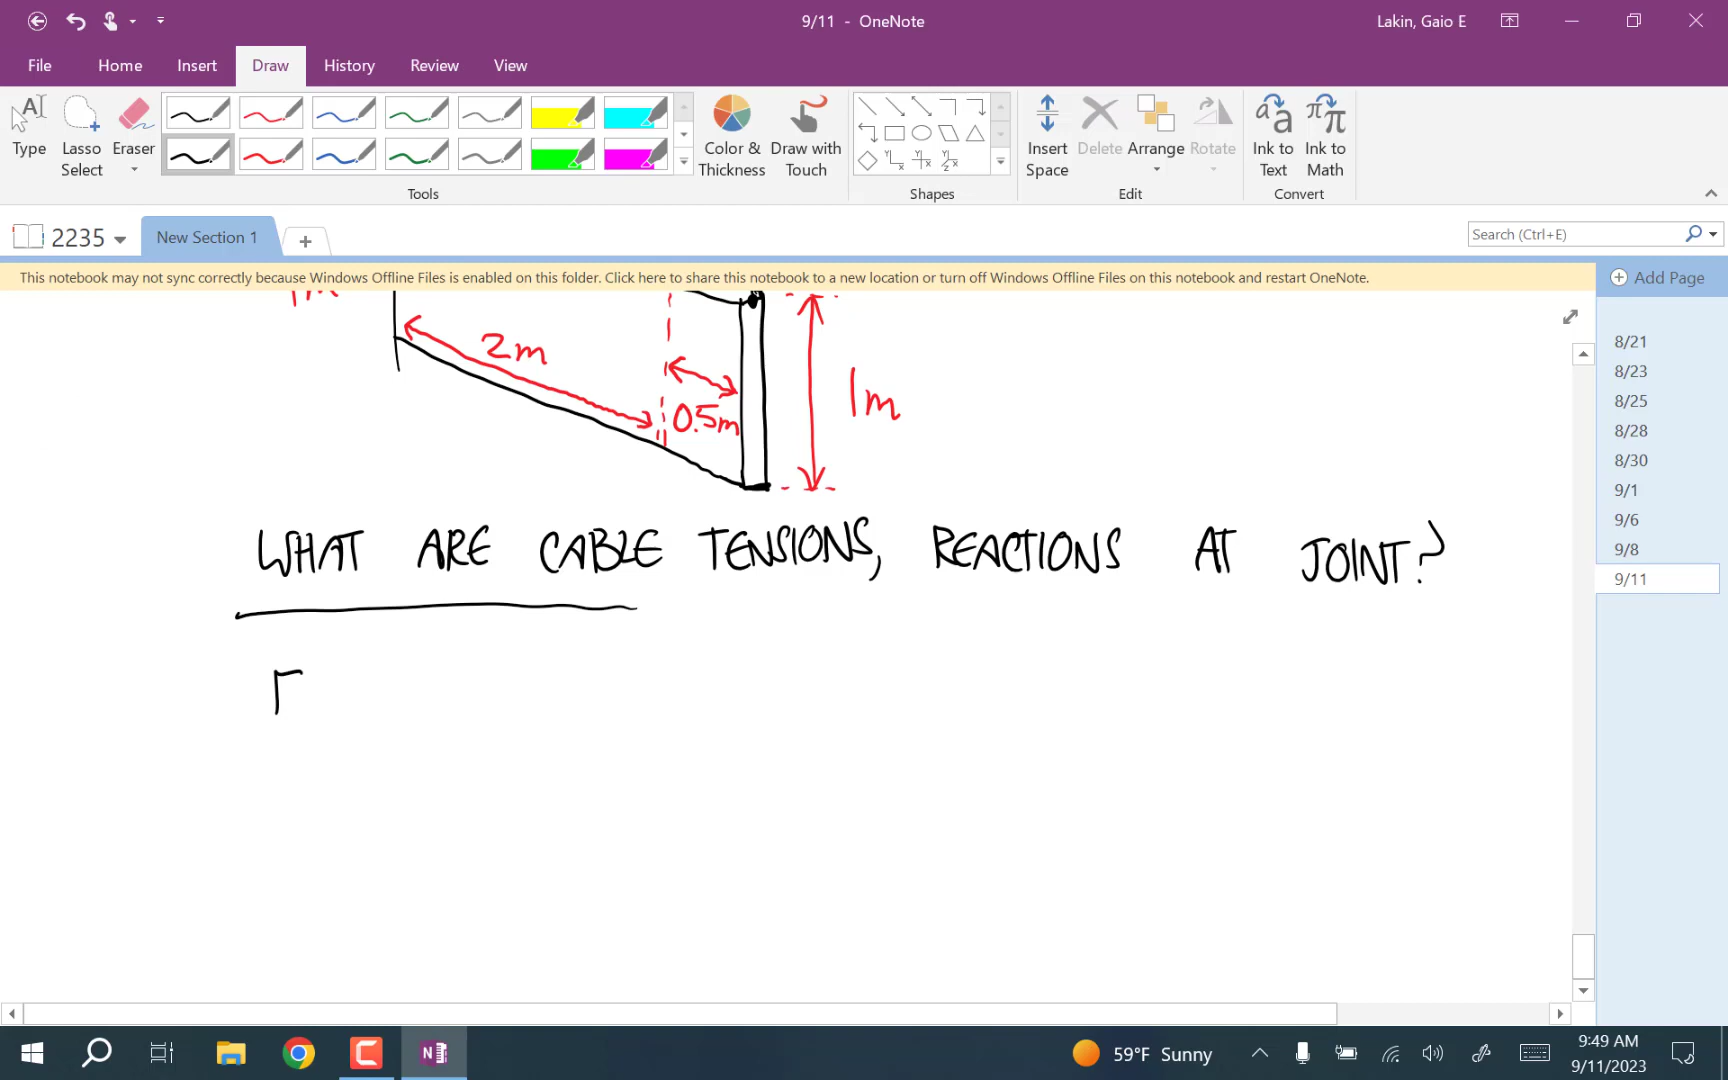 9/11 - OneNote
Lakin, Gaio E
File Home Insert Draw History Review View
Type
Lasso Select
Eraser
Color & Thickness
Draw with Touch
Insert Space
Delete
Arrange
Rotate
Ink to Text
Ink to Math
Tools
Shapes
Edit
Convert
2235
New Section 1
Search (Ctrl+E)
This notebook may not sync correctly because Windows Offline Files is enabled on this folder. Click here to share this notebook to a new location or turn off Windows Offline Files on this notebook and restart OneNote.
Add Page
8/21
8/23
8/25
8/28
8/30
9/1
9/6
9/8
9/11
2m
0.5m
1m
WHAT ARE CABLE TENSIONS, REACTIONS AT JOINT?
59°F Sunny
9:49 AM
9/11/2023